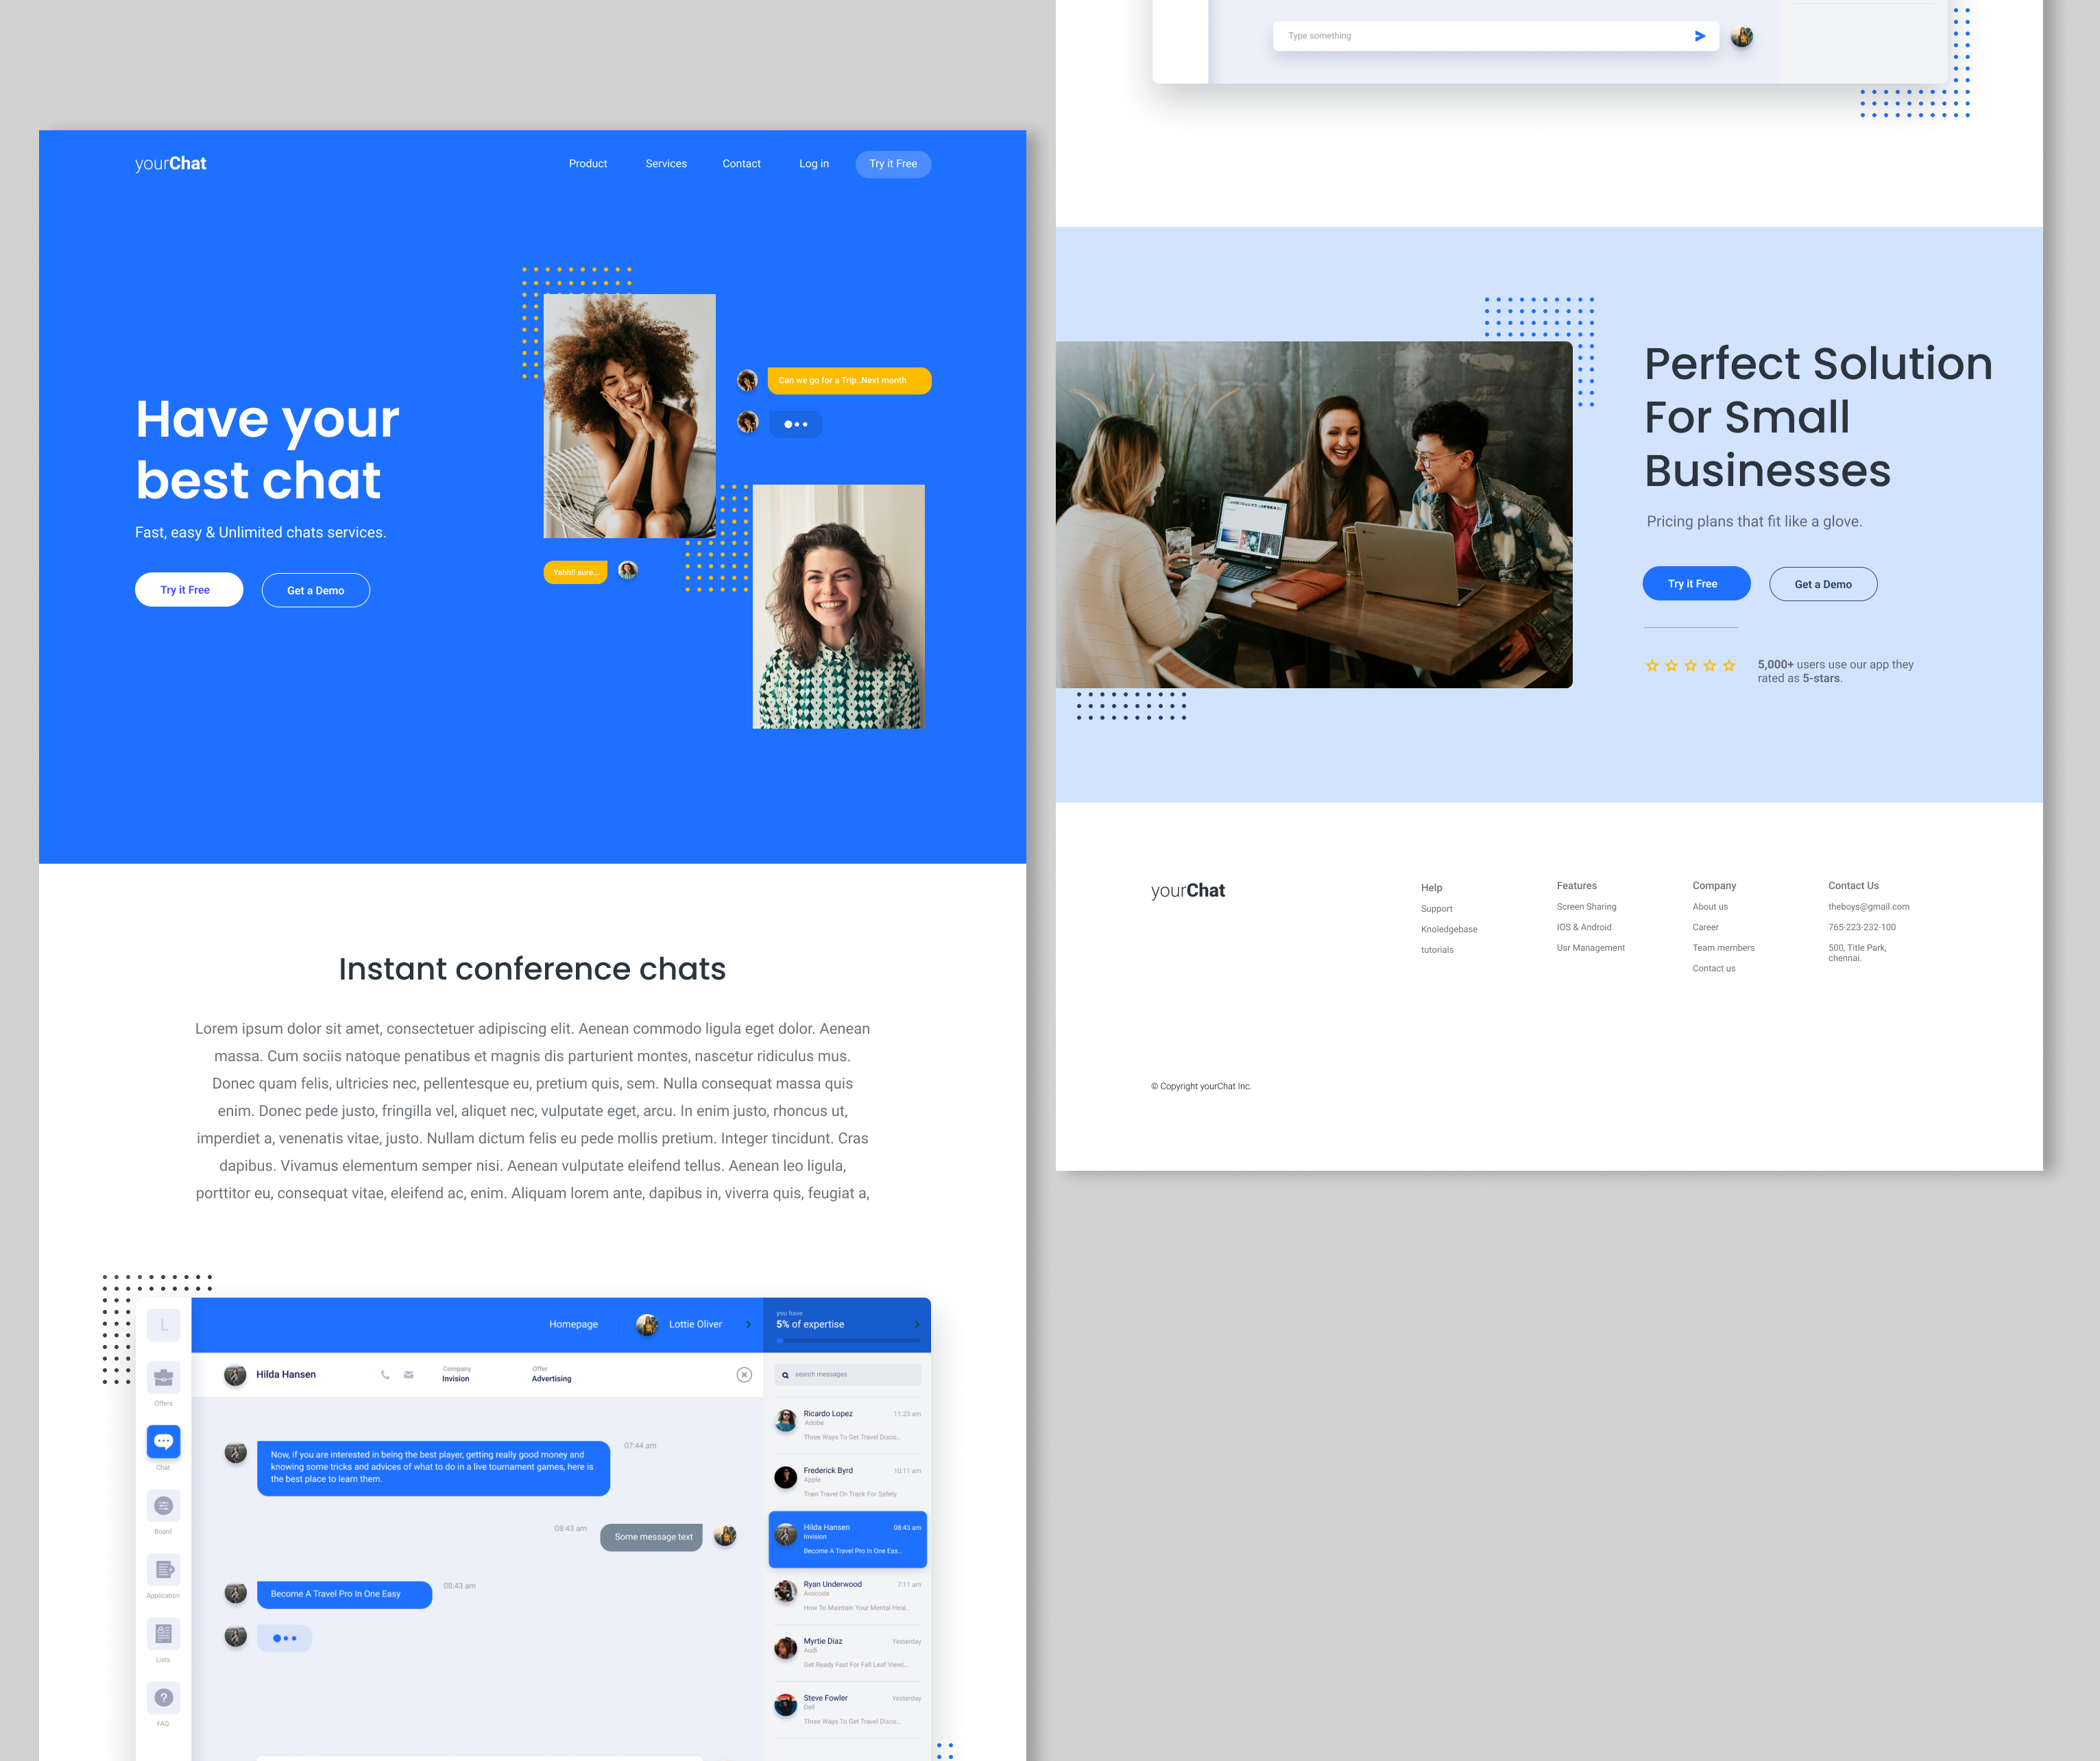 yourChat
Product
Services
Contact
Log in
Try it Free
Have your
best chat
Fast, easy & Unlimited chats services.
Try it Free
Get a Demo
Can we go for a Trip..Next month
Yahh!! sure...
Instant conference chats
Lorem ipsum dolor sit amet, consectetuer adipiscing elit. Aenean commodo ligula eget dolor. Aenean
massa. Cum sociis natoque penatibus et magnis dis parturient montes, nascetur ridiculus mus.
Donec quam felis, ultricies nec, pellentesque eu, pretium quis, sem. Nulla consequat massa quis
enim. Donec pede justo, fringilla vel, aliquet nec, vulputate eget, arcu. In enim justo, rhoncus ut,
imperdiet a, venenatis vitae, justo. Nullam dictum felis eu pede mollis pretium. Integer tincidunt. Cras
dapibus. Vivamus elementum semper nisi. Aenean vulputate eleifend tellus. Aenean leo ligula,
porttitor eu, consequat vitae, eleifend ac, enim. Aliquam lorem ante, dapibus in, viverra quis, feugiat a,
L
Offers
Chat
Board
Application
Lists
FAQ
Homepage
Lottie Oliver
you have
5% of expertise
Hilda Hansen
Company
Invision
Offer
Advertising
Now, if you are interested in being the best player, getting really good money and
knowing some tricks and advices of what to do in a live tournament games, here is
the best place to learn them.
07:44 am
08:43 am
Some message text
Become A Travel Pro In One Easy
08:43 am
search messages
Ricardo Lopez
11:23 am
Adobe
Three Ways To Get Travel Disco...
Frederick Byrd
10:11 am
Apple
Train Travel On Track For Safety
Hilda Hansen
08:43 am
Invision
Become A Travel Pro In One Eas..
Ryan Underwood
7:11 am
Avocode
How To Maintain Your Mental Heal..
Myrtie Diaz
Yesterday
Audi
Get Ready Fast For Fall Leaf Viewi...
Steve Fowler
Yesterday
Dell
Three Ways To Get Travel Disco...
Type something
Perfect Solution
For Small
Businesses
Pricing plans that fit like a glove.
Try it Free
Get a Demo
5,000+ users use our app they
rated as 5-stars.
yourChat
Help
Support
Knoledgebase
tutorials
Features
Screen Sharing
IOS & Android
Usr Management
Company
About us
Career
Team members
Contact us
Contact Us
theboys@gmail.com
765-223-232-100
500, Title Park,
chennai.
© Copyright yourChat Inc.